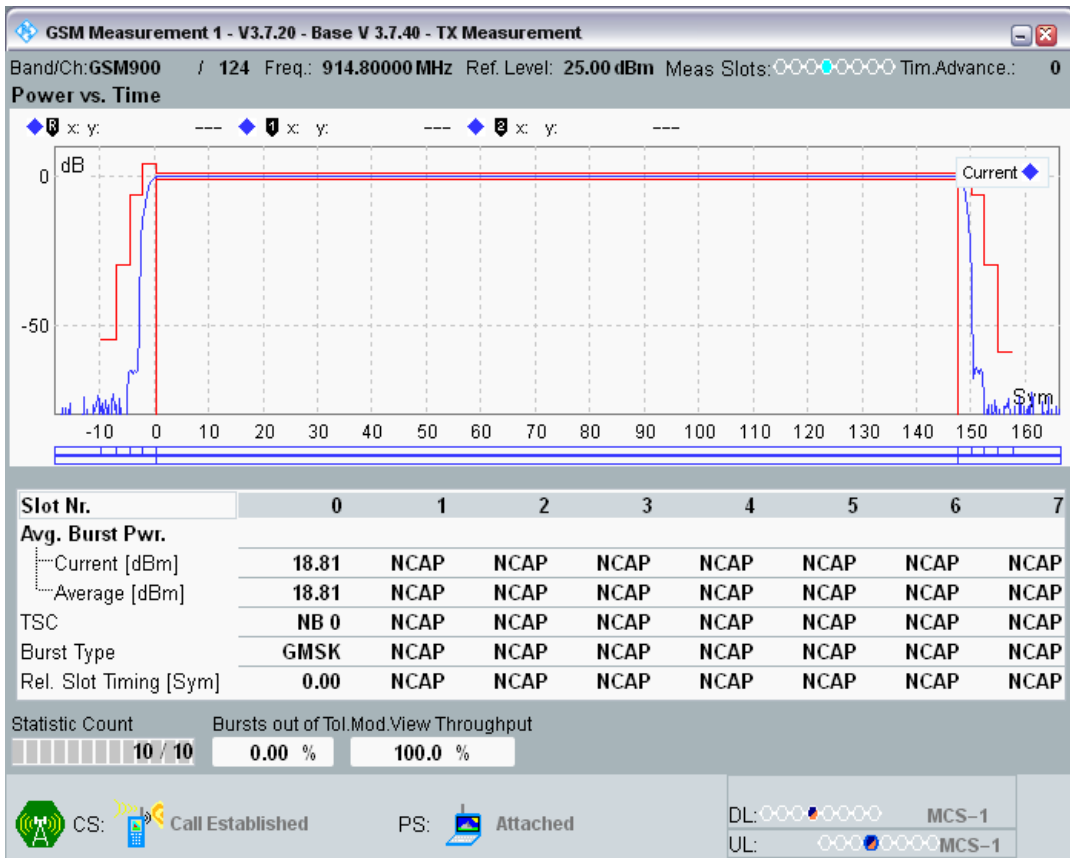 GSM Measurement 1 - V3.7.20 - Base V 3.7.40 - TX Measurement
Band/Ch:GSM900 / 124 Freq.: 914.80000 MHz Ref. Level: 25.00 dBm Meas Slots: Tim.Advance.: 0
Power vs. Time
R x: y: --- 1 x: y: --- 2 x: y: ---
dB
Current
0
-50
Sym
-10 0 10 20 30 40 50 60 70 80 90 100 110 120 130 140 150 160
Slot Nr. 0 1 2 3 4 5 6 7
Avg. Burst Pwr.
Current [dBm] 18.81 NCAP NCAP NCAP NCAP NCAP NCAP NCAP
Average [dBm] 18.81 NCAP NCAP NCAP NCAP NCAP NCAP NCAP
TSC NB 0 NCAP NCAP NCAP NCAP NCAP NCAP NCAP
Burst Type GMSK NCAP NCAP NCAP NCAP NCAP NCAP NCAP
Rel. Slot Timing [Sym] 0.00 NCAP NCAP NCAP NCAP NCAP NCAP NCAP
Statistic Count Bursts out of Tol.Mod.View Throughput
10 / 10 0.00 % 100.0 %
CS: Call Established PS: Attached
DL: MCS-1
UL: MCS-1